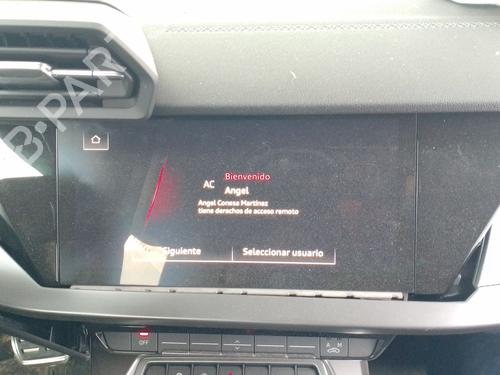 B-PARTS
Bienvenido
AC
Angel
Angel Conesa Martinez
tiene derechos de acceso remoto
Siguiente
Seleccionar usuario
OFF
A M